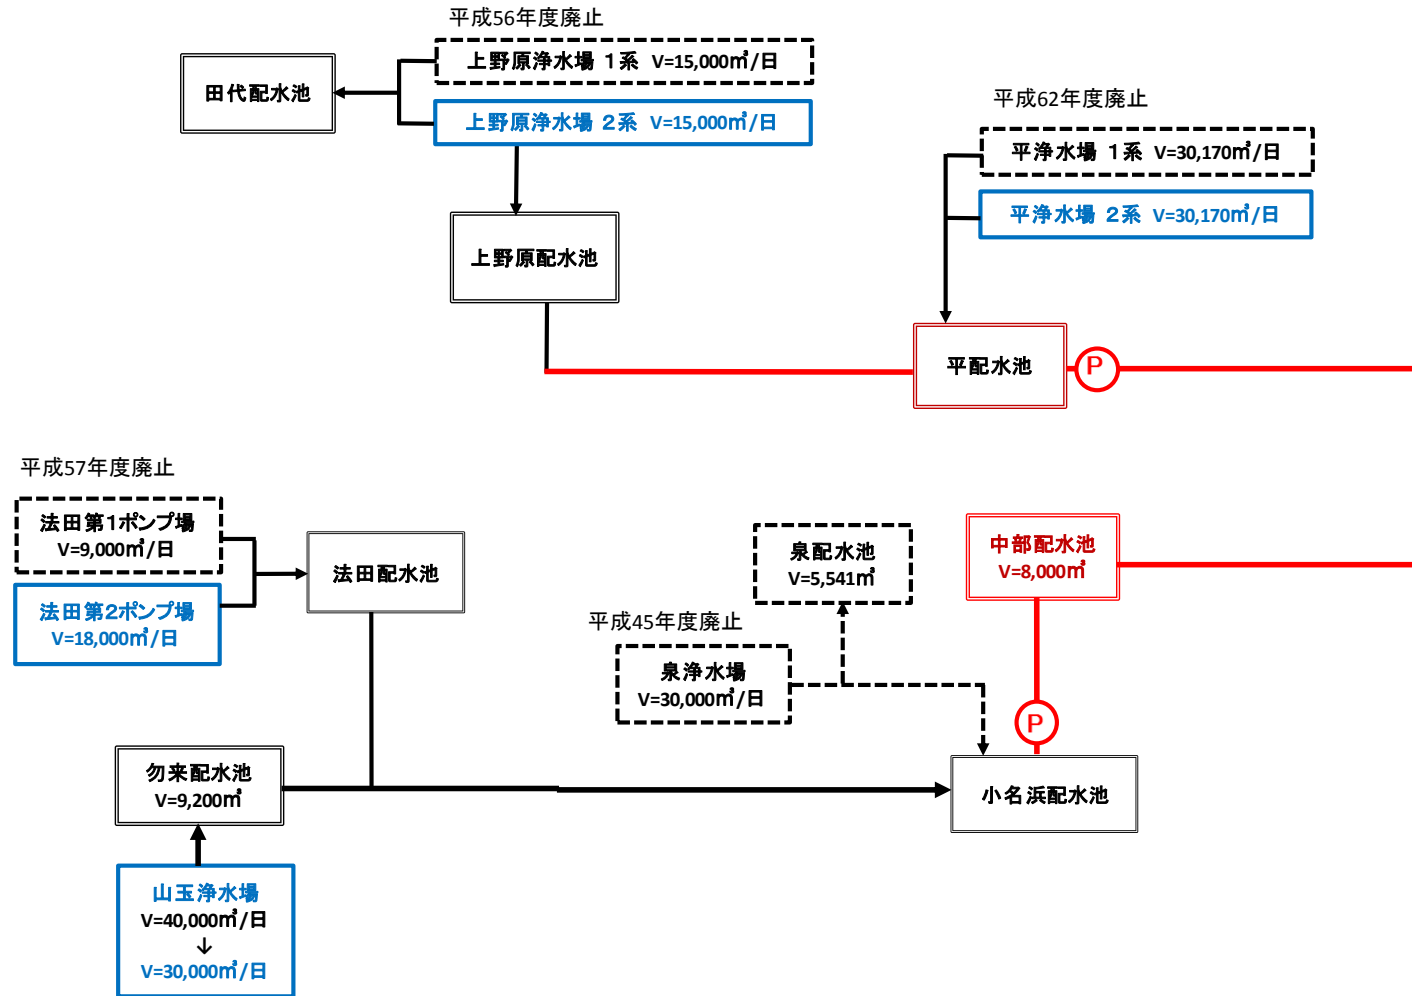 平成56年度廃止
上野原浄水場 1系 V=15,000㎥/日
田代配水池
上野原浄水場 2系 V=15,000㎥/日
上野原配水池
平成62年度廃止
平浄水場 1系 V=30,170㎥/日
平浄水場 2系 V=30,170㎥/日
平配水池
P
平成57年度廃止
法田第1ポンプ場
V=9,000㎥/日
法田第2ポンプ場
V=18,000㎥/日
法田配水池
泉配水池
V=5,541㎥
中部配水池
V=8,000㎥
平成45年度廃止
泉浄水場
V=30,000㎥/日
P
勿来配水池
V=9,200㎥
小名浜配水池
山玉浄水場
V=40,000㎥/日
↓
V=30,000㎥/日